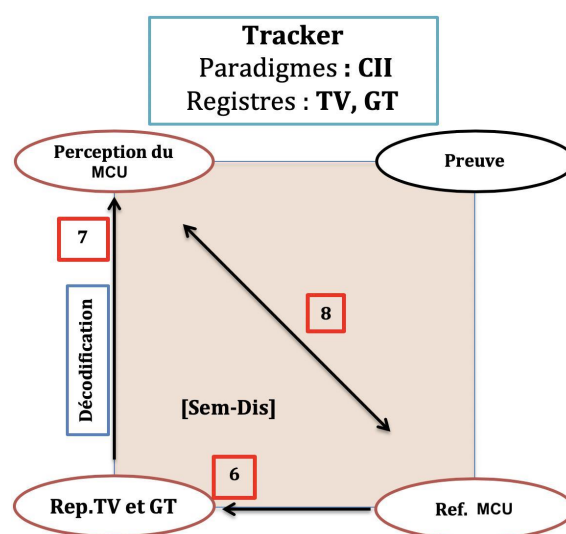 Tracker
Paradigmes : CII
Registres : TV, GT
Perception du
MCU
Preuve
7
8
Décodification
[Sem-Dis]
6
Rep.TV et GT
Ref. MCU